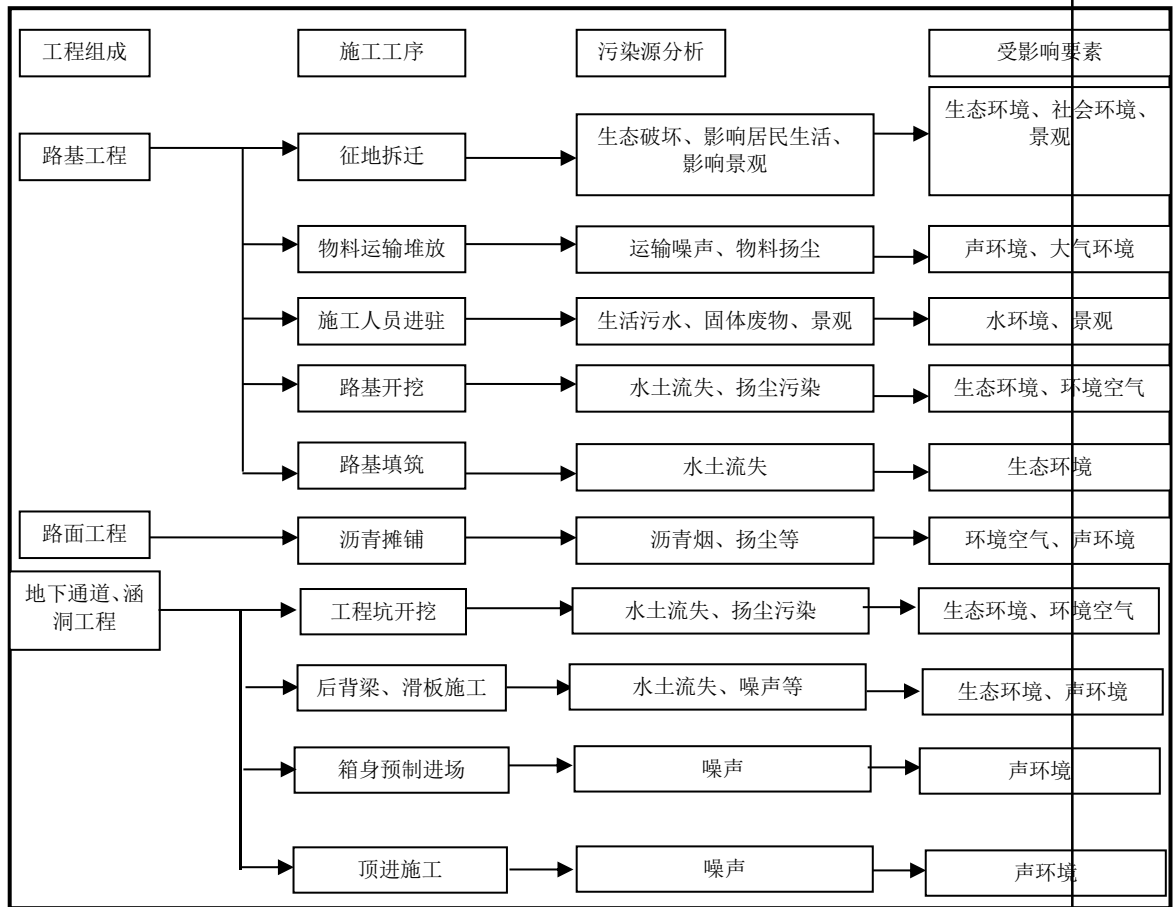 工程组成
施工工序
污染源分析
受影响要素
路基工程
征地拆迁
生态破坏、影响居民生活、
影响景观
生态环境、社会环境、
景观
物料运输堆放
运输噪声、物料扬尘
声环境、大气环境
施工人员进驻
生活污水、固体废物、景观
水环境、景观
路基开挖
水土流失、扬尘污染
生态环境、环境空气
路基填筑
水土流失
生态环境
路面工程
沥青摊铺
沥青烟、扬尘等
环境空气、声环境
地下通道、涵
洞工程
工程坑开挖
水土流失、扬尘污染
生态环境、环境空气
后背梁、滑板施工
水土流失、噪声等
生态环境、声环境
箱身预制进场
噪声
声环境
顶进施工
噪声
声环境